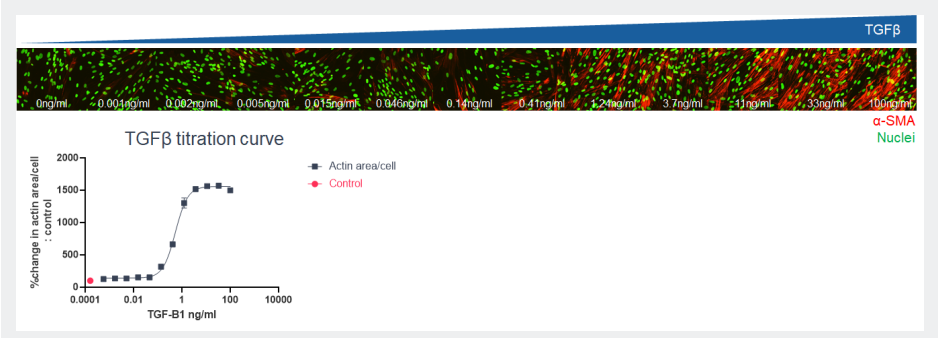 TGFβ
0ng/ml 0.001ng/ml 0.002ng/ml 0.005ng/ml 0.015ng/ml 0.046ng/ml 0.14ng/ml 0.41ng/ml 1.24ng/ml 3.7ng/ml 11ng/ml 33ng/ml 100ng/ml
α-SMA
Nuclei
TGFβ titration curve
Actin area/cell
Control
%change in actin area/cell
: control
2000
1500
1000
500
0
0.0001 0.01 1 100 10000
TGF-B1 ng/ml